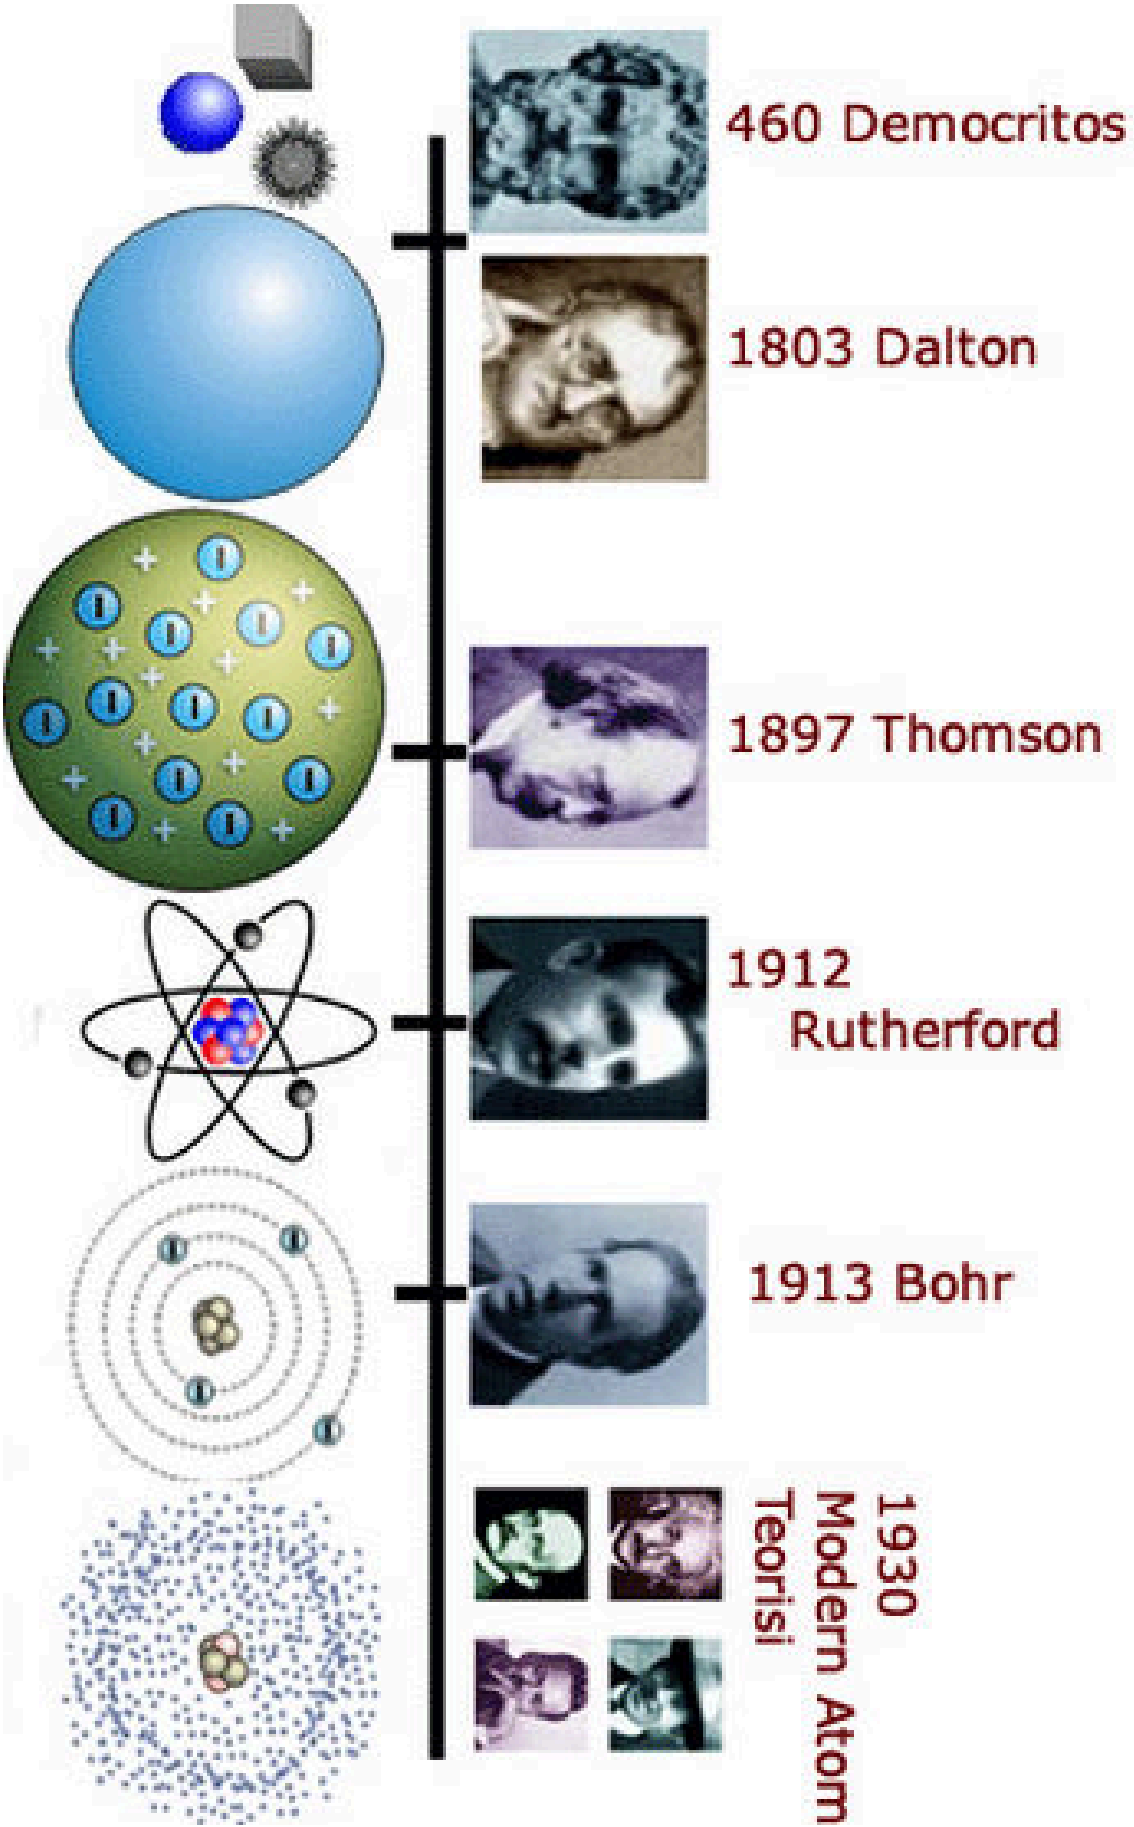 460 Democritos
1803 Dalton
1897 Thomson
1912
Rutherford
1913 Bohr
1930
Modern Atom
Teorisi